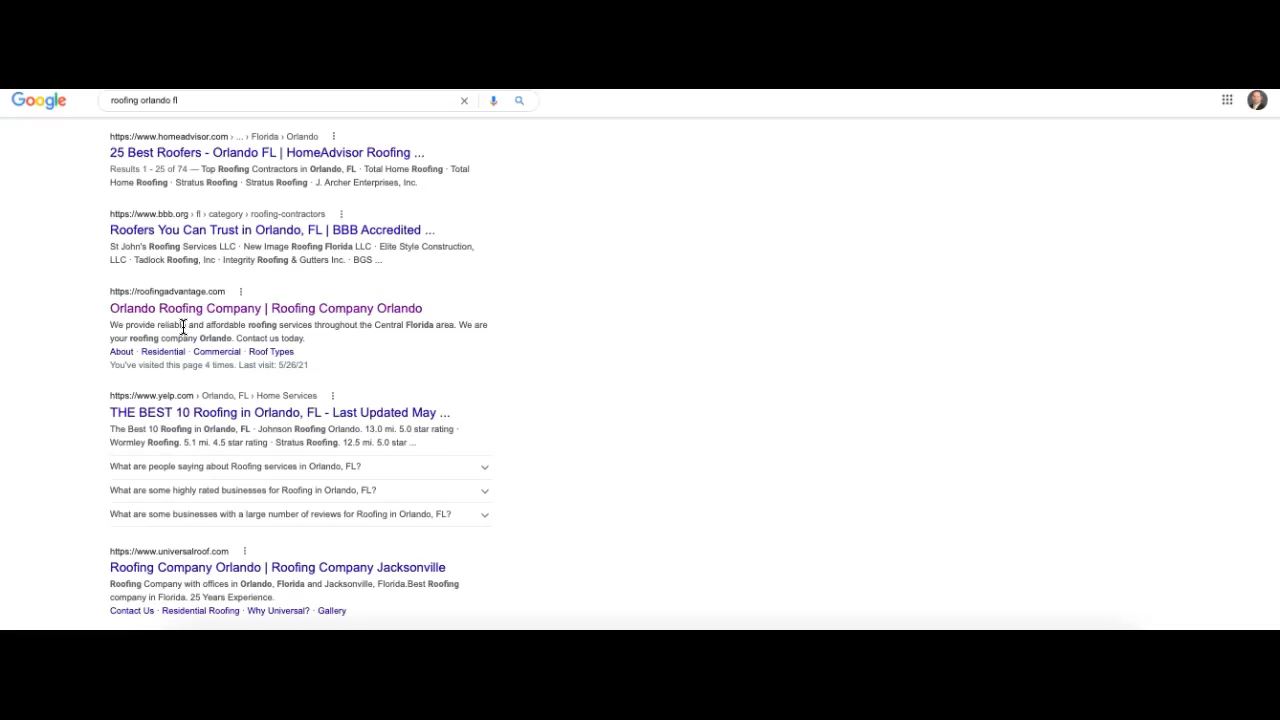 Google
roofing orlando fl
https://www.homeadvisor.com › ... › Florida › Orlando
25 Best Roofers - Orlando FL | HomeAdvisor Roofing ...
Results 1 - 25 of 74 — Top Roofing Contractors in Orlando, FL · Total Home Roofing · Total
Home Roofing · Stratus Roofing · Stratus Roofing · J. Archer Enterprises, Inc.
https://www.bbb.org › fl › category › roofing-contractors
Roofers You Can Trust in Orlando, FL | BBB Accredited ...
St John's Roofing Services LLC · New Image Roofing Florida LLC · Elite Style Construction,
LLC · Tadlock Roofing, Inc · Integrity Roofing & Gutters Inc. · BGS ...
https://roofingadvantage.com
Orlando Roofing Company | Roofing Company Orlando
We provide reliable and affordable roofing services throughout the Central Florida area. We are
your roofing company Orlando. Contact us today.
About · Residential · Commercial · Roof Types
You've visited this page 4 times. Last visit: 5/26/21
https://www.yelp.com › Orlando, FL › Home Services
THE BEST 10 Roofing in Orlando, FL - Last Updated May ...
The Best 10 Roofing in Orlando, FL · Johnson Roofing Orlando. 13.0 mi. 5.0 star rating ·
Wormley Roofing. 5.1 mi. 4.5 star rating · Stratus Roofing. 12.5 mi. 5.0 star ...
What are people saying about Roofing services in Orlando, FL?
What are some highly rated businesses for Roofing in Orlando, FL?
What are some businesses with a large number of reviews for Roofing in Orlando, FL?
https://www.universalroof.com
Roofing Company Orlando | Roofing Company Jacksonville
Roofing Company with offices in Orlando, Florida and Jacksonville, Florida.Best Roofing
company in Florida. 25 Years Experience.
Contact Us · Residential Roofing · Why Universal? · Gallery